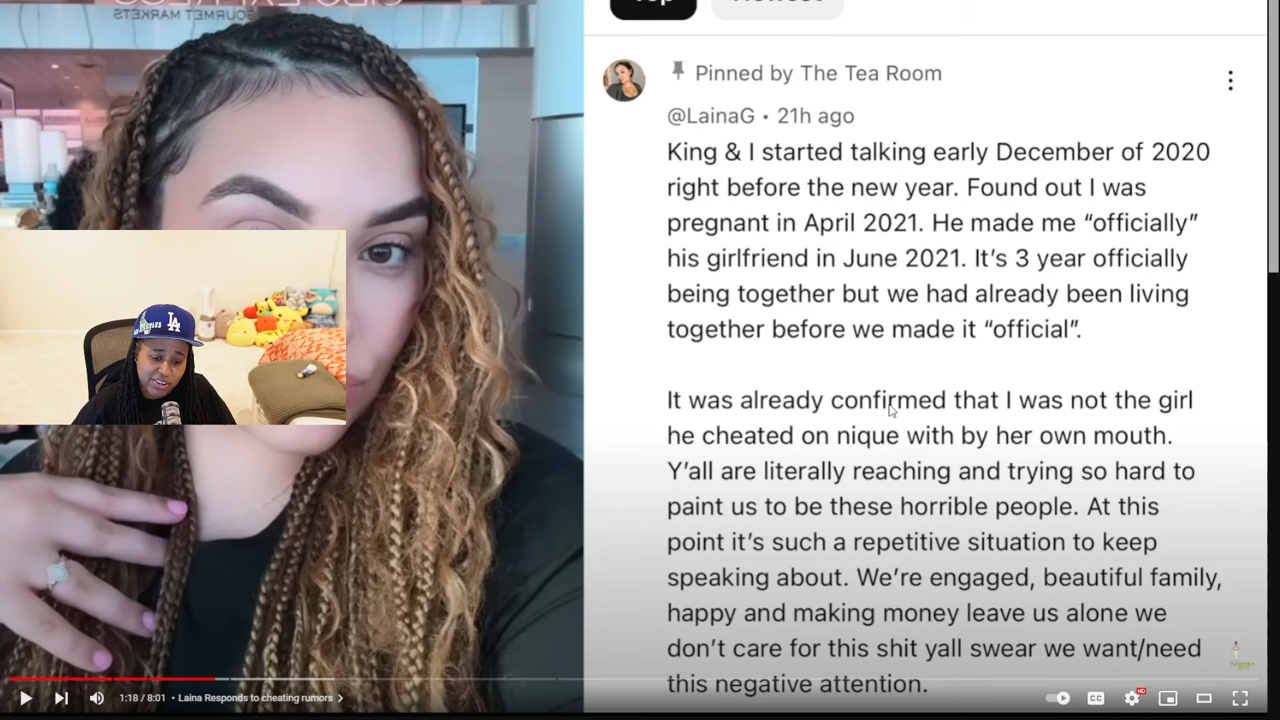 CIBO EXPRESS
GOURMET MARKETS
LA
Top
Newest
Pinned by The Tea Room
@LainaG • 21h ago
King & I started talking early December of 2020
right before the new year. Found out I was
pregnant in April 2021. He made me “officially”
his girlfriend in June 2021. It’s 3 year officially
being together but we had already been living
together before we made it “official”.
It was already confirmed that I was not the girl
he cheated on nique with by her own mouth.
Y’all are literally reaching and trying so hard to
paint us to be these horrible people. At this
point it’s such a repetitive situation to keep
speaking about. We’re engaged, beautiful family,
happy and making money leave us alone we
don’t care for this shit yall swear we want/need
this negative attention.
1:18 / 8:01 • Laina Responds to cheating rumors
CC
HD